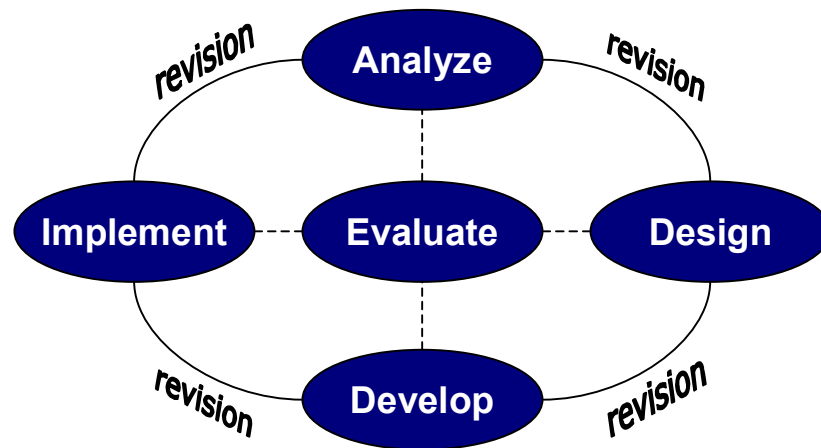 revision
Analyze
revision
Implement
Evaluate
Design
revision
Develop
revision